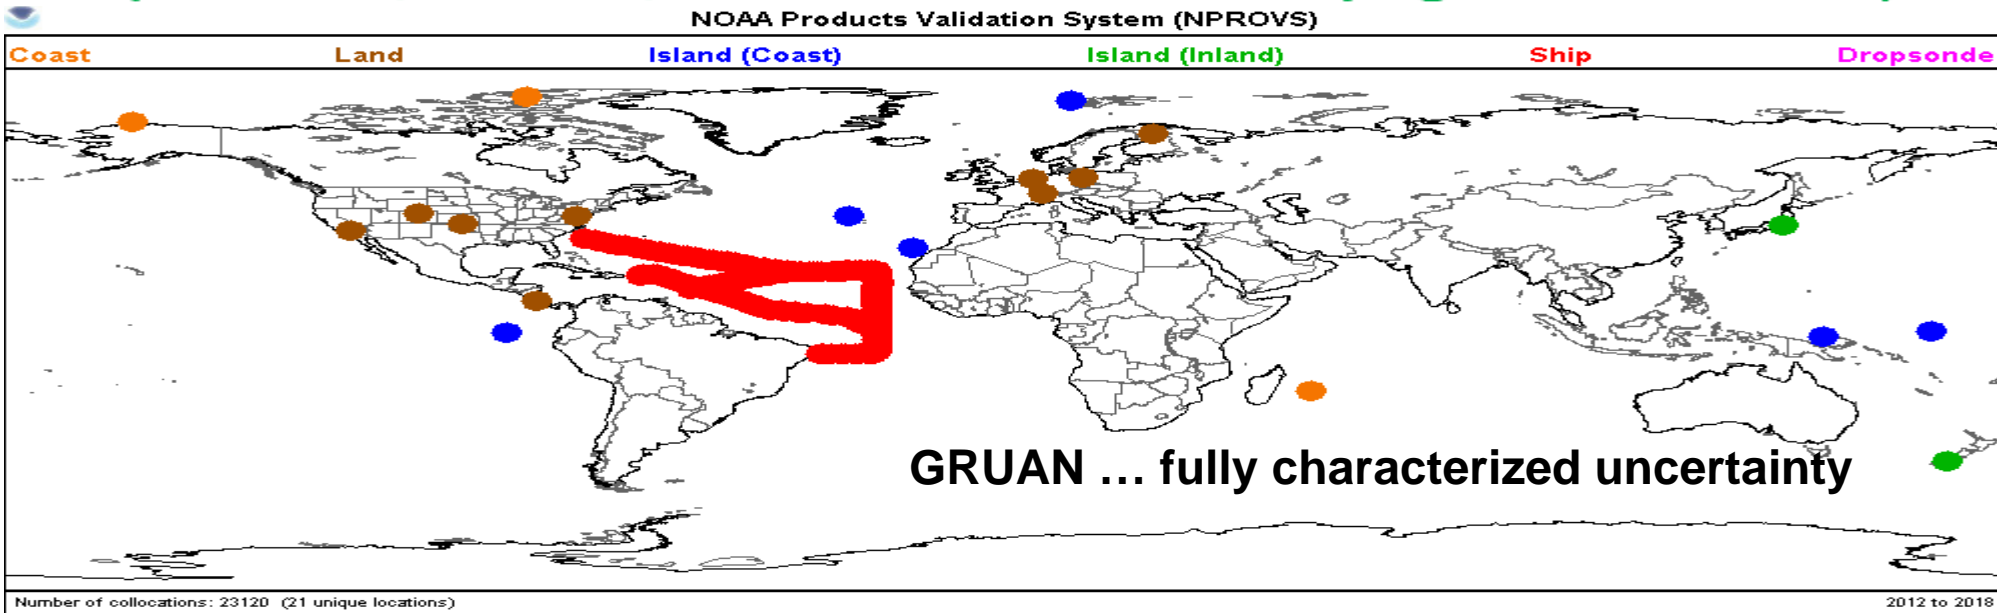 NOAA Products Validation System (NPROVS)
Coast Land Island (Coast) Island (Inland) Ship Dropsonde
GRUAN … fully characterized uncertainty
Number of collocations: 23120 (21 unique locations) 2012 to 2018